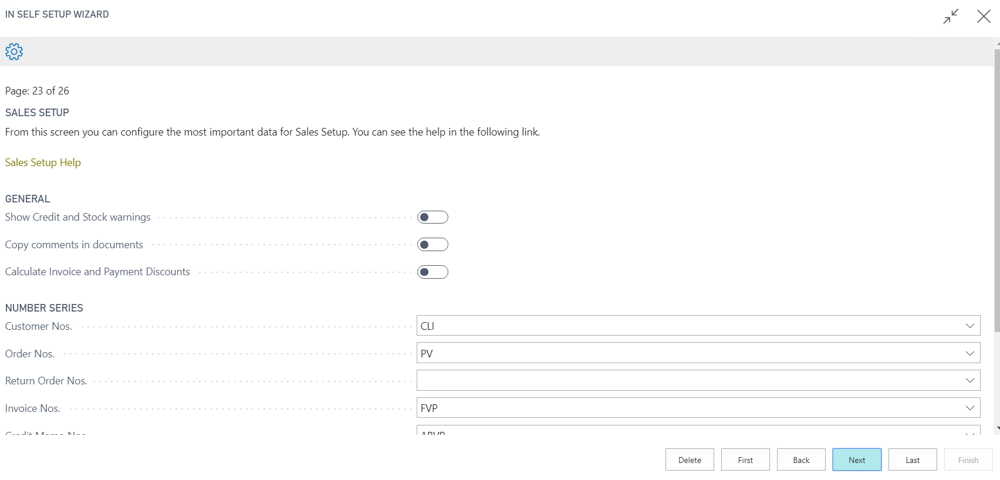 IN SELF SETUP WIZARD
Page: 23 of 26
SALES SETUP
From this screen you can configure the most important data for Sales Setup. You can see the help in the following link.
Sales Setup Help
GENERAL
Show Credit and Stock warnings
Copy comments in documents
Calculate Invoice and Payment Discounts
NUMBER SERIES
Customer Nos. CLI
Order Nos. PV
Return Order Nos.
Invoice Nos. FVP
Credit Memo Nos.
Delete First Back Next Last Finish